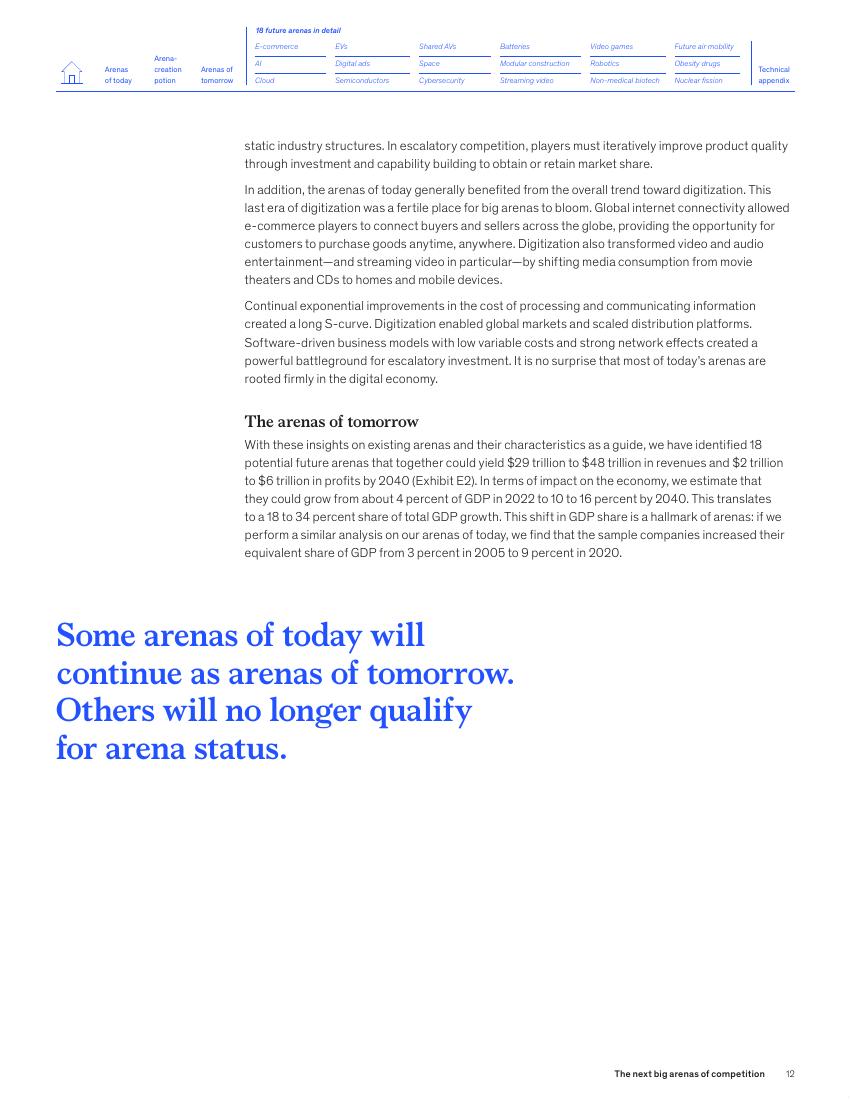 18 future arenas in detail
Arenas
of today
Arena-
creation
potion
Arenas of
tomorrow
E-commerce
EVs
Shared AVs
Batteries
Video games
Future air mobility
AI
Digital ads
Space
Modular construction
Robotics
Obesity drugs
Cloud
Semiconductors
Cybersecurity
Streaming video
Non-medical biotech
Nuclear fission
Technical
appendix
static industry structures. In escalatory competition, players must iteratively improve product quality
through investment and capability building to obtain or retain market share.
In addition, the arenas of today generally benefited from the overall trend toward digitization. This
last era of digitization was a fertile place for big arenas to bloom. Global internet connectivity allowed
e-commerce players to connect buyers and sellers across the globe, providing the opportunity for
customers to purchase goods anytime, anywhere. Digitization also transformed video and audio
entertainment—and streaming video in particular—by shifting media consumption from movie
theaters and CDs to homes and mobile devices.
Continual exponential improvements in the cost of processing and communicating information
created a long S-curve. Digitization enabled global markets and scaled distribution platforms.
Software-driven business models with low variable costs and strong network effects created a
powerful battleground for escalatory investment. It is no surprise that most of today's arenas are
rooted firmly in the digital economy.
The arenas of tomorrow
With these insights on existing arenas and their characteristics as a guide, we have identified 18
potential future arenas that together could yield $29 trillion to $48 trillion in revenues and $2 trillion
to $6 trillion in profits by 2040 (Exhibit E2). In terms of impact on the economy, we estimate that
they could grow from about 4 percent of GDP in 2022 to 10 to 16 percent by 2040. This translates
to a 18 to 34 percent share of total GDP growth. This shift in GDP share is a hallmark of arenas: if we
perform a similar analysis on our arenas of today, we find that the sample companies increased their
equivalent share of GDP from 3 percent in 2005 to 9 percent in 2020.
Some arenas of today will
continue as arenas of tomorrow.
Others will no longer qualify
for arena status.
The next big arenas of competition 12